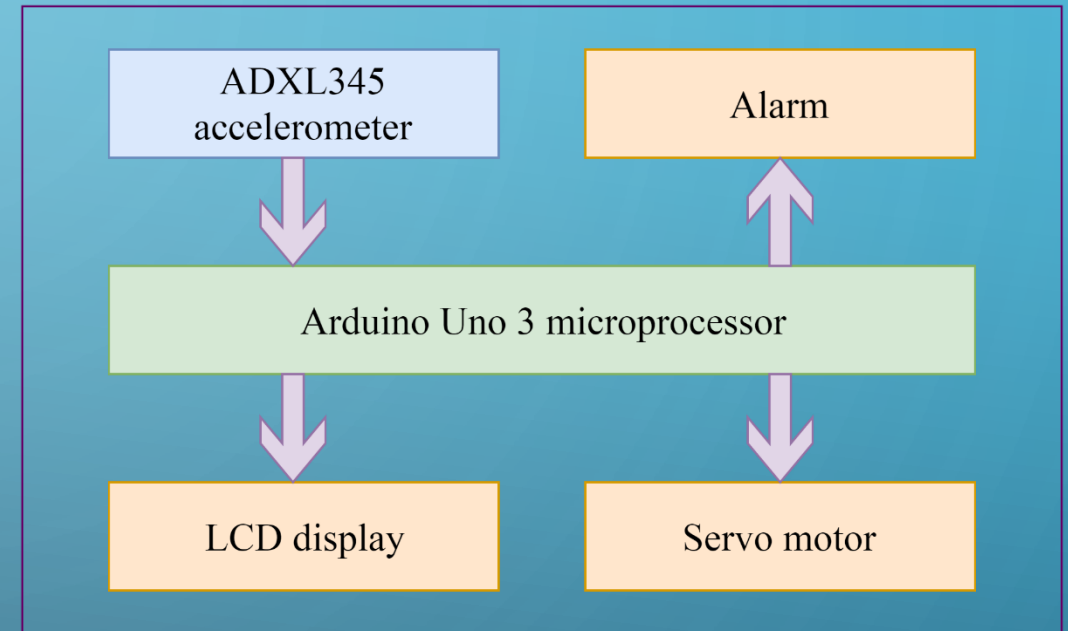 ADXL345
accelerometer
Alarm
Arduino Uno 3 microprocessor
LCD display
Servo motor